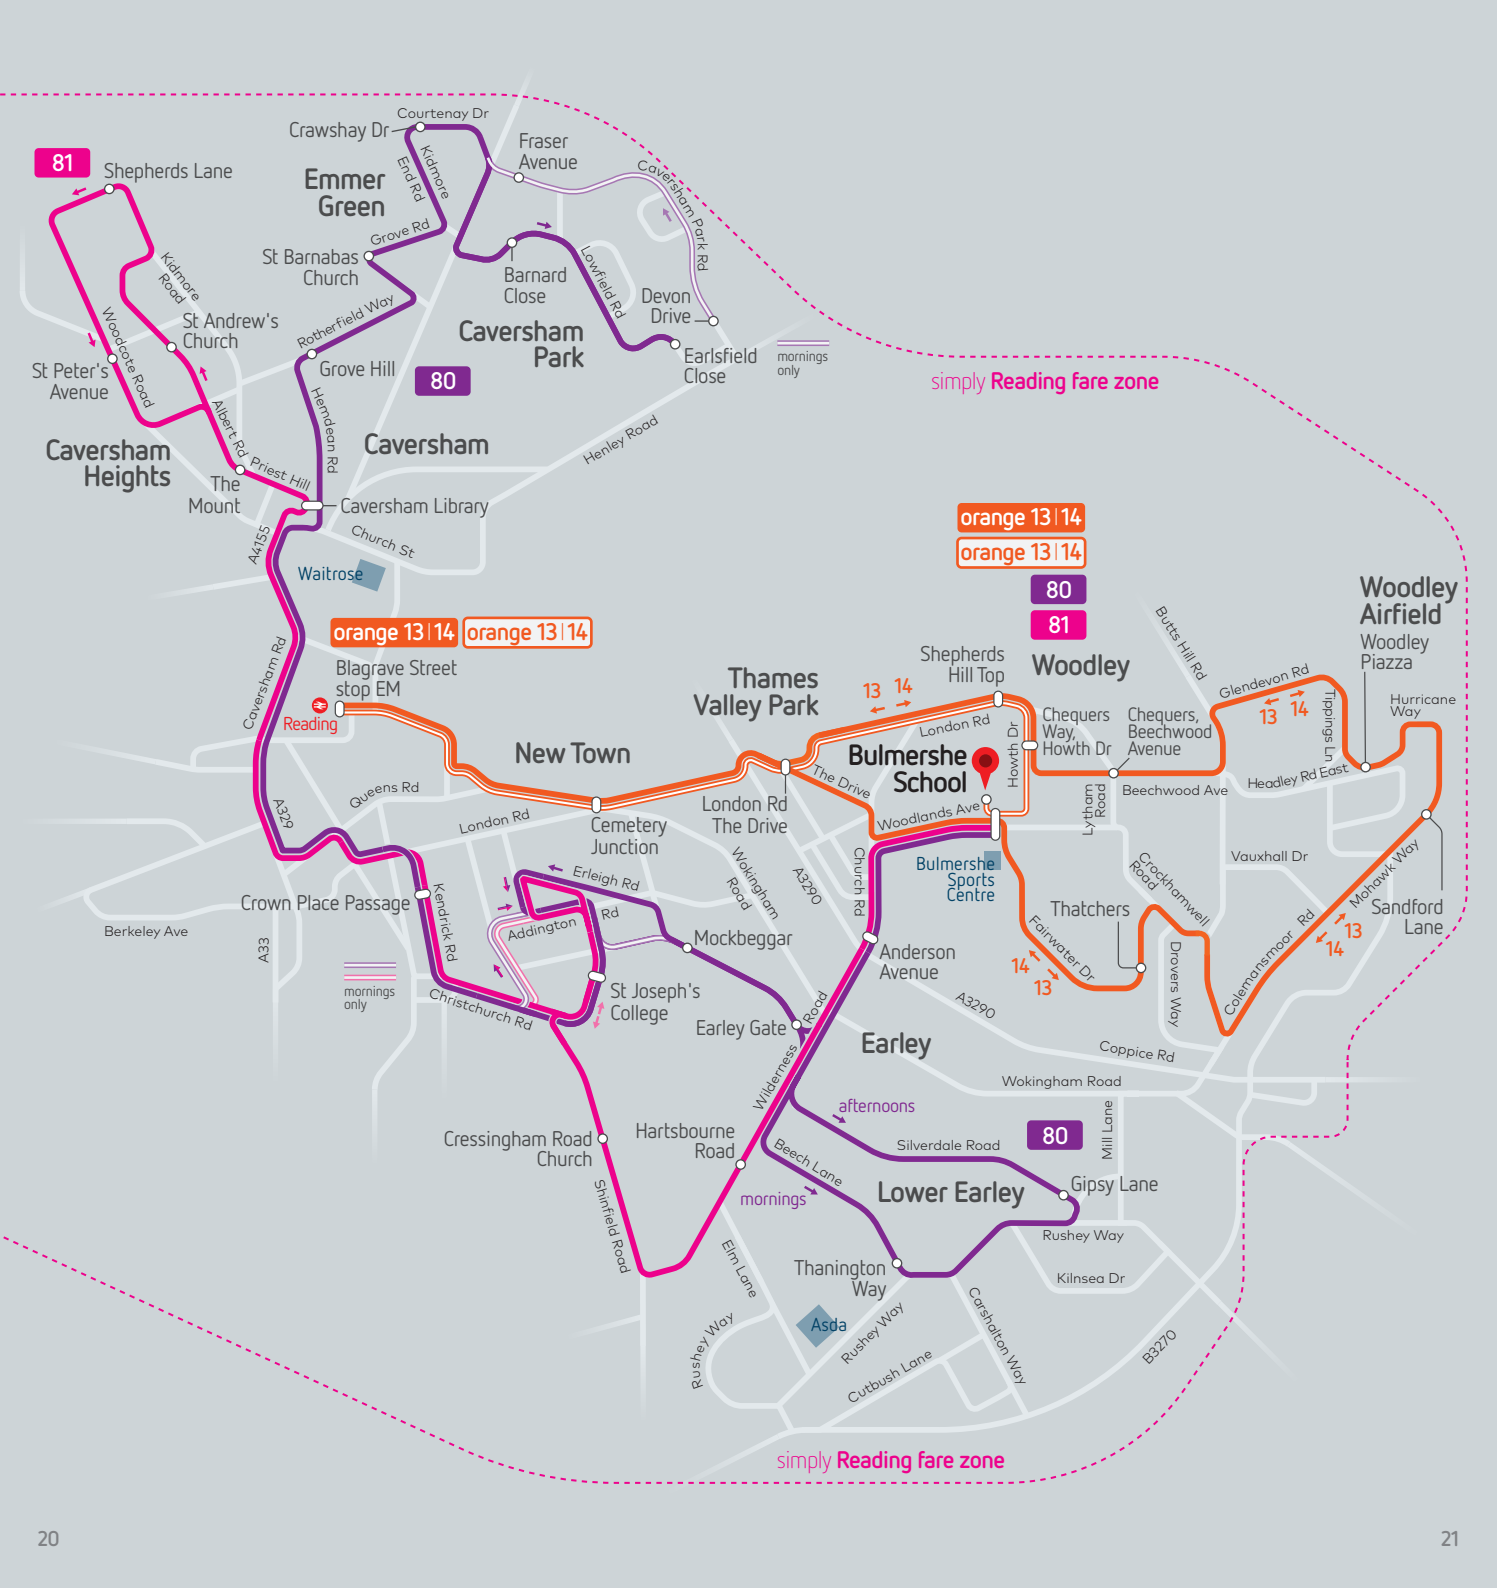 Courtenay Dr
Crawshay Dr
Fraser
Avenue
81
Shepherds Lane
Kidmore
End Rd
Emmer
Green
Caversham Park Rd
Grove Rd
St Barnabas
Church
Kidmore
Road
Barnard
Close
Lowfield Rd
Devon
Drive
Rotherfield Way
St Andrew's
Church
Woodcote Road
Caversham
Park
Earlsfield
Close
mornings
only
St Peter's
Avenue
Grove Hill
80
simply Reading fare zone
Albert Rd
Hemdean Rd
Caversham
Henley Road
Caversham
Heights
Priest Hill
The
Mount
Caversham Library
A4155
Church St
Waitrose
orange 13|14
orange 13|14
80
81
Woodley
Airfield
Woodley
Piazza
orange 13|14
orange 13|14
Butts Hill Rd
Blagrave Street
stop EM
Caversham Rd
Reading
Shepherds
Hill Top
Woodley
Thames
Valley Park
13
14
Glendevon Rd
13
14
Tippings Ln
Hurricane
Way
London Rd
Howth Dr
Chequers
Way,
Howth Dr
Chequers,
Beechwood
Avenue
New Town
Bulmershe
School
The Drive
Headley Rd East
Beechwood Ave
Queens Rd
A329
London Rd
London Rd
The Drive
Woodlands Ave
Lytham
Road
Cemetery
Junction
Wokingham
Road
A3290
Church Rd
Bulmershe
Sports
Centre
Vauxhall Dr
Crockhamwell
Road
Mohawk Way
Erleigh Rd
Crown Place Passage
Kendrick Rd
Addington
Rd
Thatchers
Sandford
Lane
Berkeley Ave
A33
Mockbeggar
Fairwater Dr
Drovers Way
Colemansmoor Rd
13
14
Anderson
Avenue
14
13
mornings
only
Christchurch Rd
St Joseph's
College
Earley Gate
Wilderness
Road
A3290
Earley
Coppice Rd
Wokingham Road
afternoons
80
Mill Lane
Cressingham Road
Church
Hartsbourne
Road
Silverdale Road
Beech Lane
mornings
Lower Earley
Gipsy Lane
Shinfield Road
Elm Lane
Rushey Way
Thanington
Way
Kilnsea Dr
Asda
Rushey Way
Rushey Way
Carshalton Way
Cutbush Lane
B3270
simply Reading fare zone
20
21